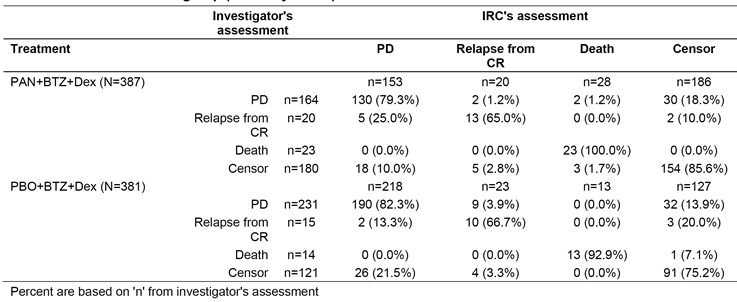 Investigator's assessment IRC's assessment
Treatment PD Relapse from CR Death Censor
PAN+BTZ+Dex (N=387) n=153 n=20 n=28 n=186
PD n=164 130 (79.3%) 2 (1.2%) 2 (1.2%) 30 (18.3%)
Relapse from CR n=20 5 (25.0%) 13 (65.0%) 0 (0.0%) 2 (10.0%)
Death n=23 0 (0.0%) 0 (0.0%) 23 (100.0%) 0 (0.0%)
Censor n=180 18 (10.0%) 5 (2.8%) 3 (1.7%) 154 (85.6%)
PBO+BTZ+Dex (N=381) n=218 n=23 n=13 n=127
PD n=231 190 (82.3%) 9 (3.9%) 0 (0.0%) 32 (13.9%)
Relapse from CR n=15 2 (13.3%) 10 (66.7%) 0 (0.0%) 3 (20.0%)
Death n=14 0 (0.0%) 0 (0.0%) 13 (92.9%) 1 (7.1%)
Censor n=121 26 (21.5%) 4 (3.3%) 0 (0.0%) 91 (75.2%)
Percent are based on 'n' from investigator's assessment